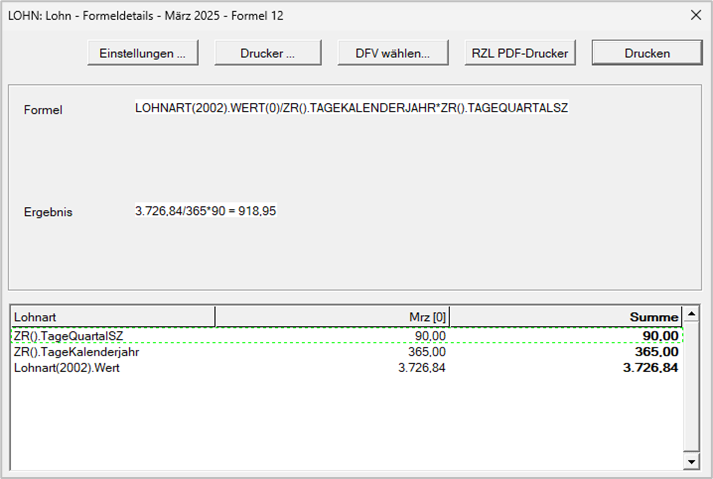 LOHN: Lohn - Formeldetails - März 2025 - Formel 12
Einstellungen ... Drucker ... DFV wählen... RZL PDF-Drucker Drucken
Formel LOHNART(2002).WERT(0)/ZR().TAGEKALENDERJAHR*ZR().TAGEQUARTALSZ
Ergebnis 3.726,84/365*90 = 918,95
Lohnart Mrz [0] Summe
ZR().TageQuartalSZ 90,00 90,00
ZR().TageKalenderjahr 365,00 365,00
Lohnart(2002).Wert 3.726,84 3.726,84